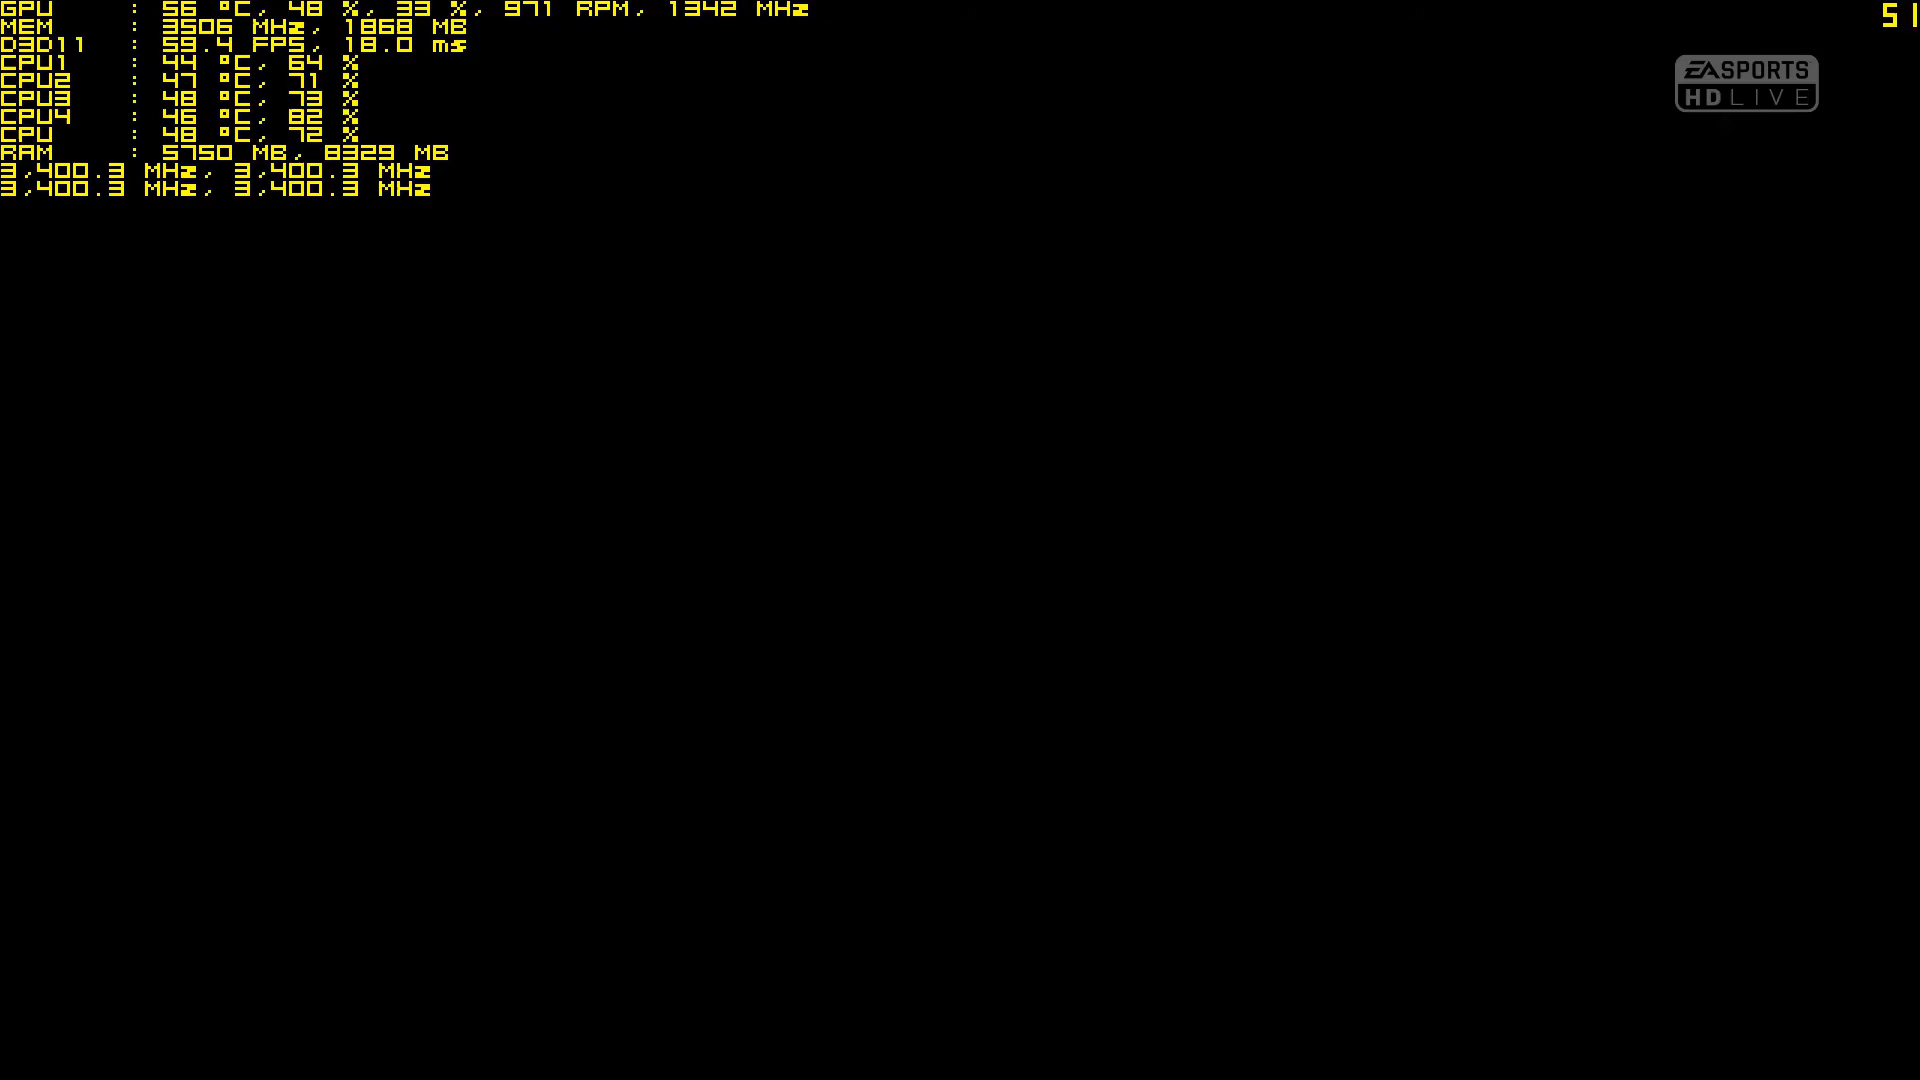 GPU : 56 °C, 48 %, 33 %, 971 RPM, 1342 MHz
MEM : 3506 MHz, 1868 MB
D3D11 : 59.4 FPS, 18.0 ms
CPU1 : 44 °C, 64 %
CPU2 : 47 °C, 71 %
CPU3 : 48 °C, 73 %
CPU4 : 46 °C, 82 %
CPU : 48 °C, 72 %
RAM : 5750 MB, 8329 MB
3,400.3 MHz, 3,400.3 MHz
3,400.3 MHz, 3,400.3 MHz
51
EA SPORTS
HD LIVE